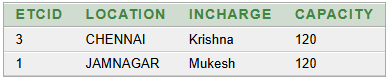 ETCID LOCATION INCHARGE CAPACITY
3 CHENNAI Krishna 120
1 JAMNAGAR Mukesh 120